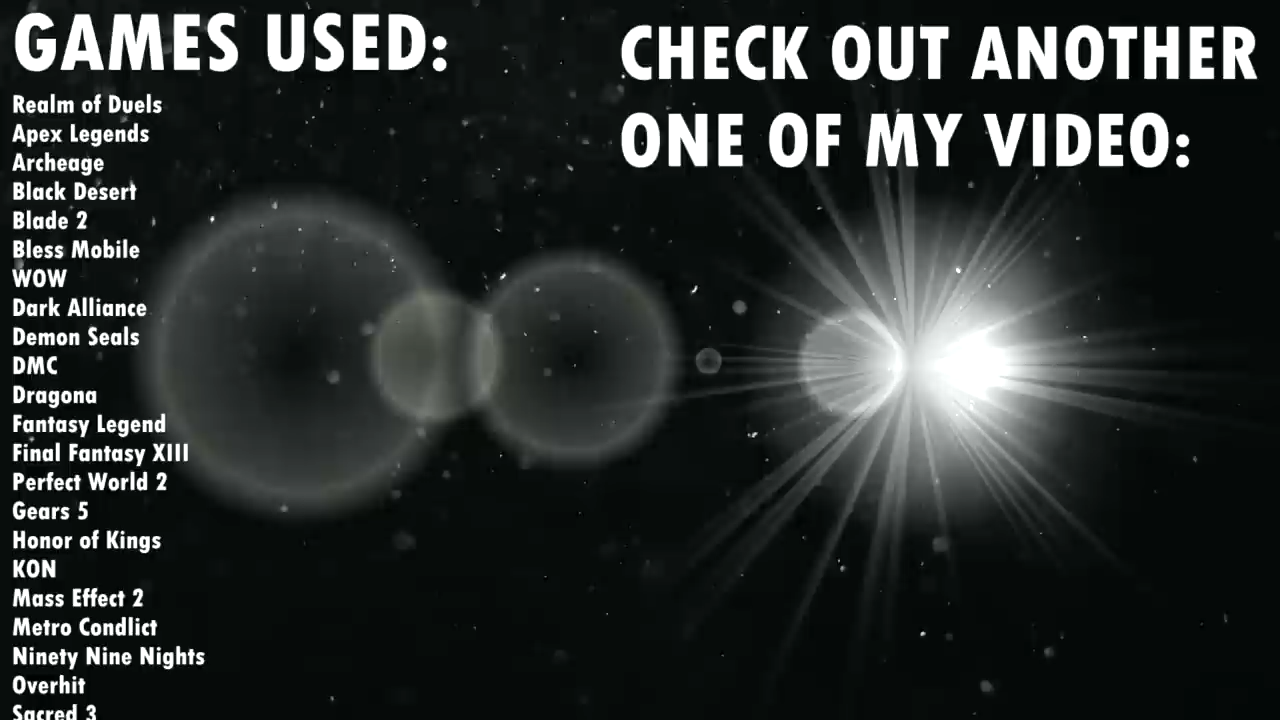 GAMES USED:
Realm of Duels
Apex Legends
Archeage
Black Desert
Blade 2
Bless Mobile
WOW
Dark Alliance
Demon Seals
DMC
Dragona
Fantasy Legend
Final Fantasy XIII
Perfect World 2
Gears 5
Honor of Kings
KON
Mass Effect 2
Metro Condlict
Ninety Nine Nights
Overhit
Sacred 3
CHECK OUT ANOTHER
ONE OF MY VIDEO: